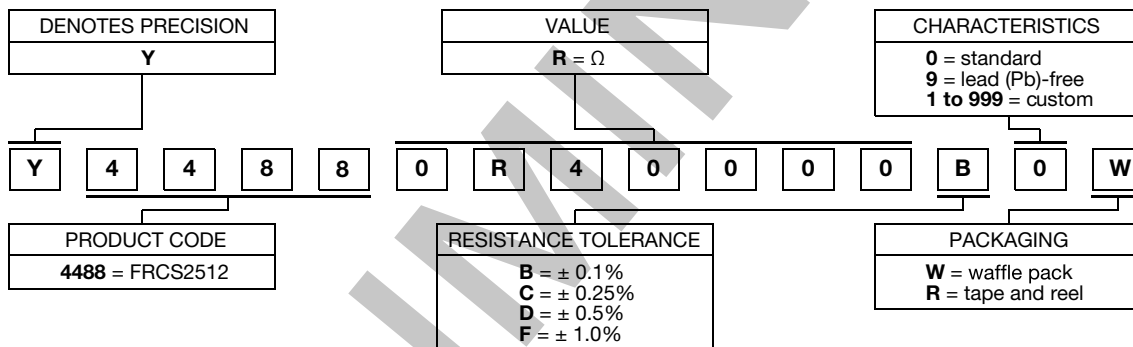 DENOTES PRECISION
Y
VALUE
R = Ω
CHARACTERISTICS
0 = standard
9 = lead (Pb)-free
1 to 999 = custom
Y 4 4 8 8 0 R 4 0 0 0 0 B 0 W
PRODUCT CODE
4488 = FRCS2512
RESISTANCE TOLERANCE
B = ± 0.1%
C = ± 0.25%
D = ± 0.5%
F = ± 1.0%
PACKAGING
W = waffle pack
R = tape and reel